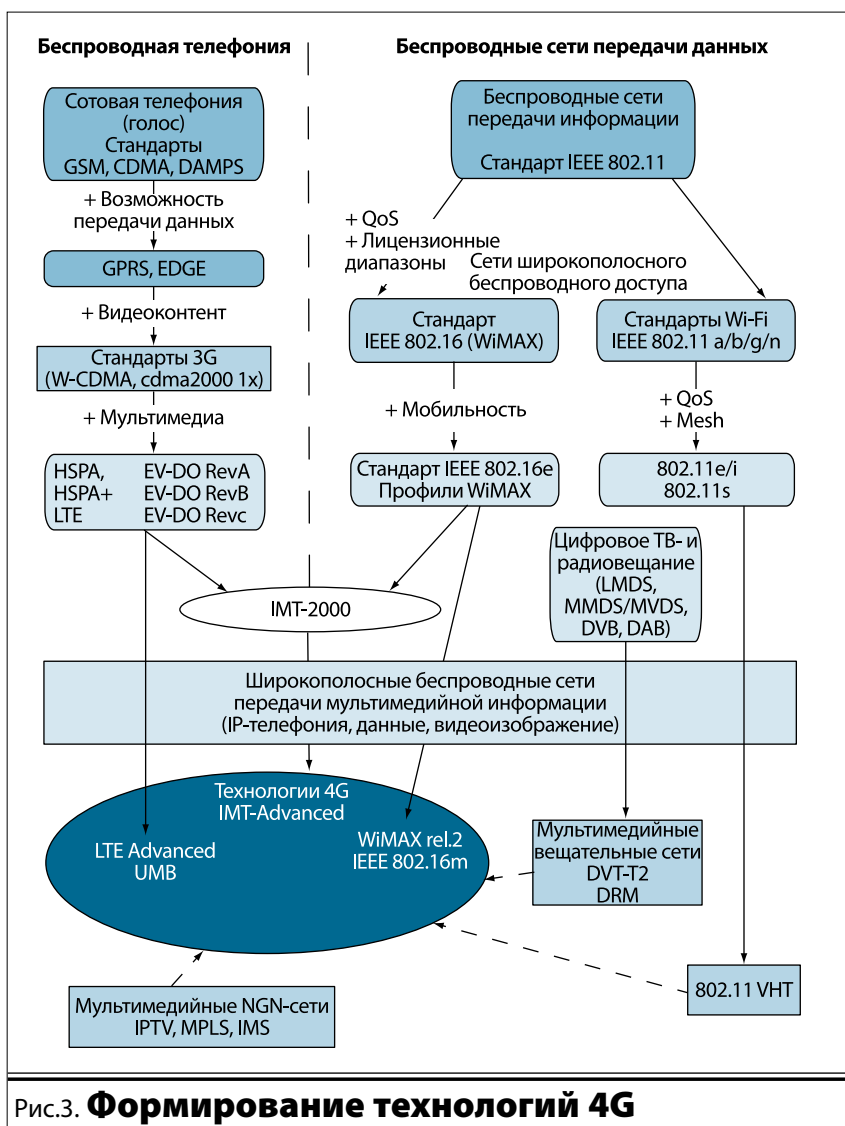 Беспроводная телефония
Беспроводные сети передачи данных
Сотовая телефония
(голос)
Стандарты
GSM, CDMA, DAMPS
Беспроводные сети
передачи информации
Стандарт IEEE 802.11
+ Возможность
передачи данных
+ QoS
+ Лицензионные
диапазоны
Сети широкополосного
беспроводного доступа
GPRS, EDGE
+ Видеоконтент
Стандарт
IEEE 802.16 (WiMAX)
Стандарты Wi-Fi
IEEE 802.11 a/b/g/n
Стандарты 3G
(W-CDMA, cdma2000 1x)
+ Мультимедиа
+ Мобильность
+ QoS
+ Mesh
HSPA, EV-DO RevA
HSPA+ EV-DO RevB
LTE EV-DO Revc
Стандарт IEEE 802.16e
Профили WiMAX
802.11e/i
802.11s
Цифровое ТВ- и
радиовещание
(LMDS,
MMDS/MVDS,
DVB, DAB)
IMT-2000
Широкополосные беспроводные сети
передачи мультимедийной информации
(IP-телефония, данные, видеоизображение)
Технологии 4G
IMT-Advanced
LTE Advanced
UMB
WiMAX rel.2
IEEE 802.16m
Мультимедийные
вещательные сети
DVT-T2
DRM
802.11 VHT
Мультимедийные NGN-сети
IPTV, MPLS, IMS
Рис.3. Формирование технологий 4G